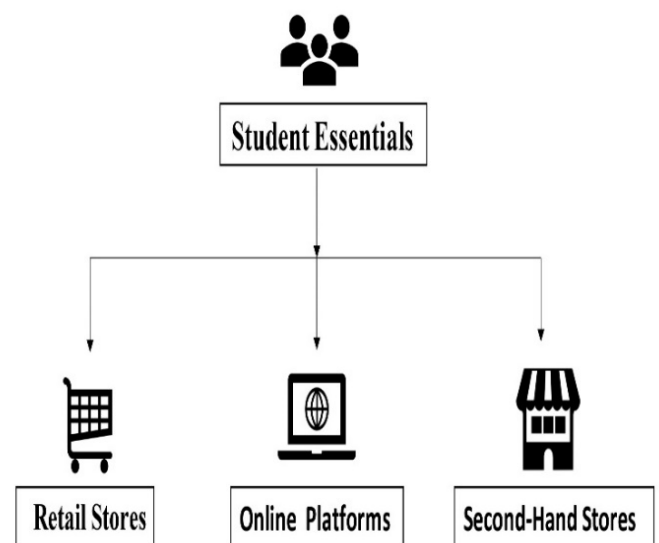 Student Essentials
Retail Stores
Online Platforms
Second-Hand Stores